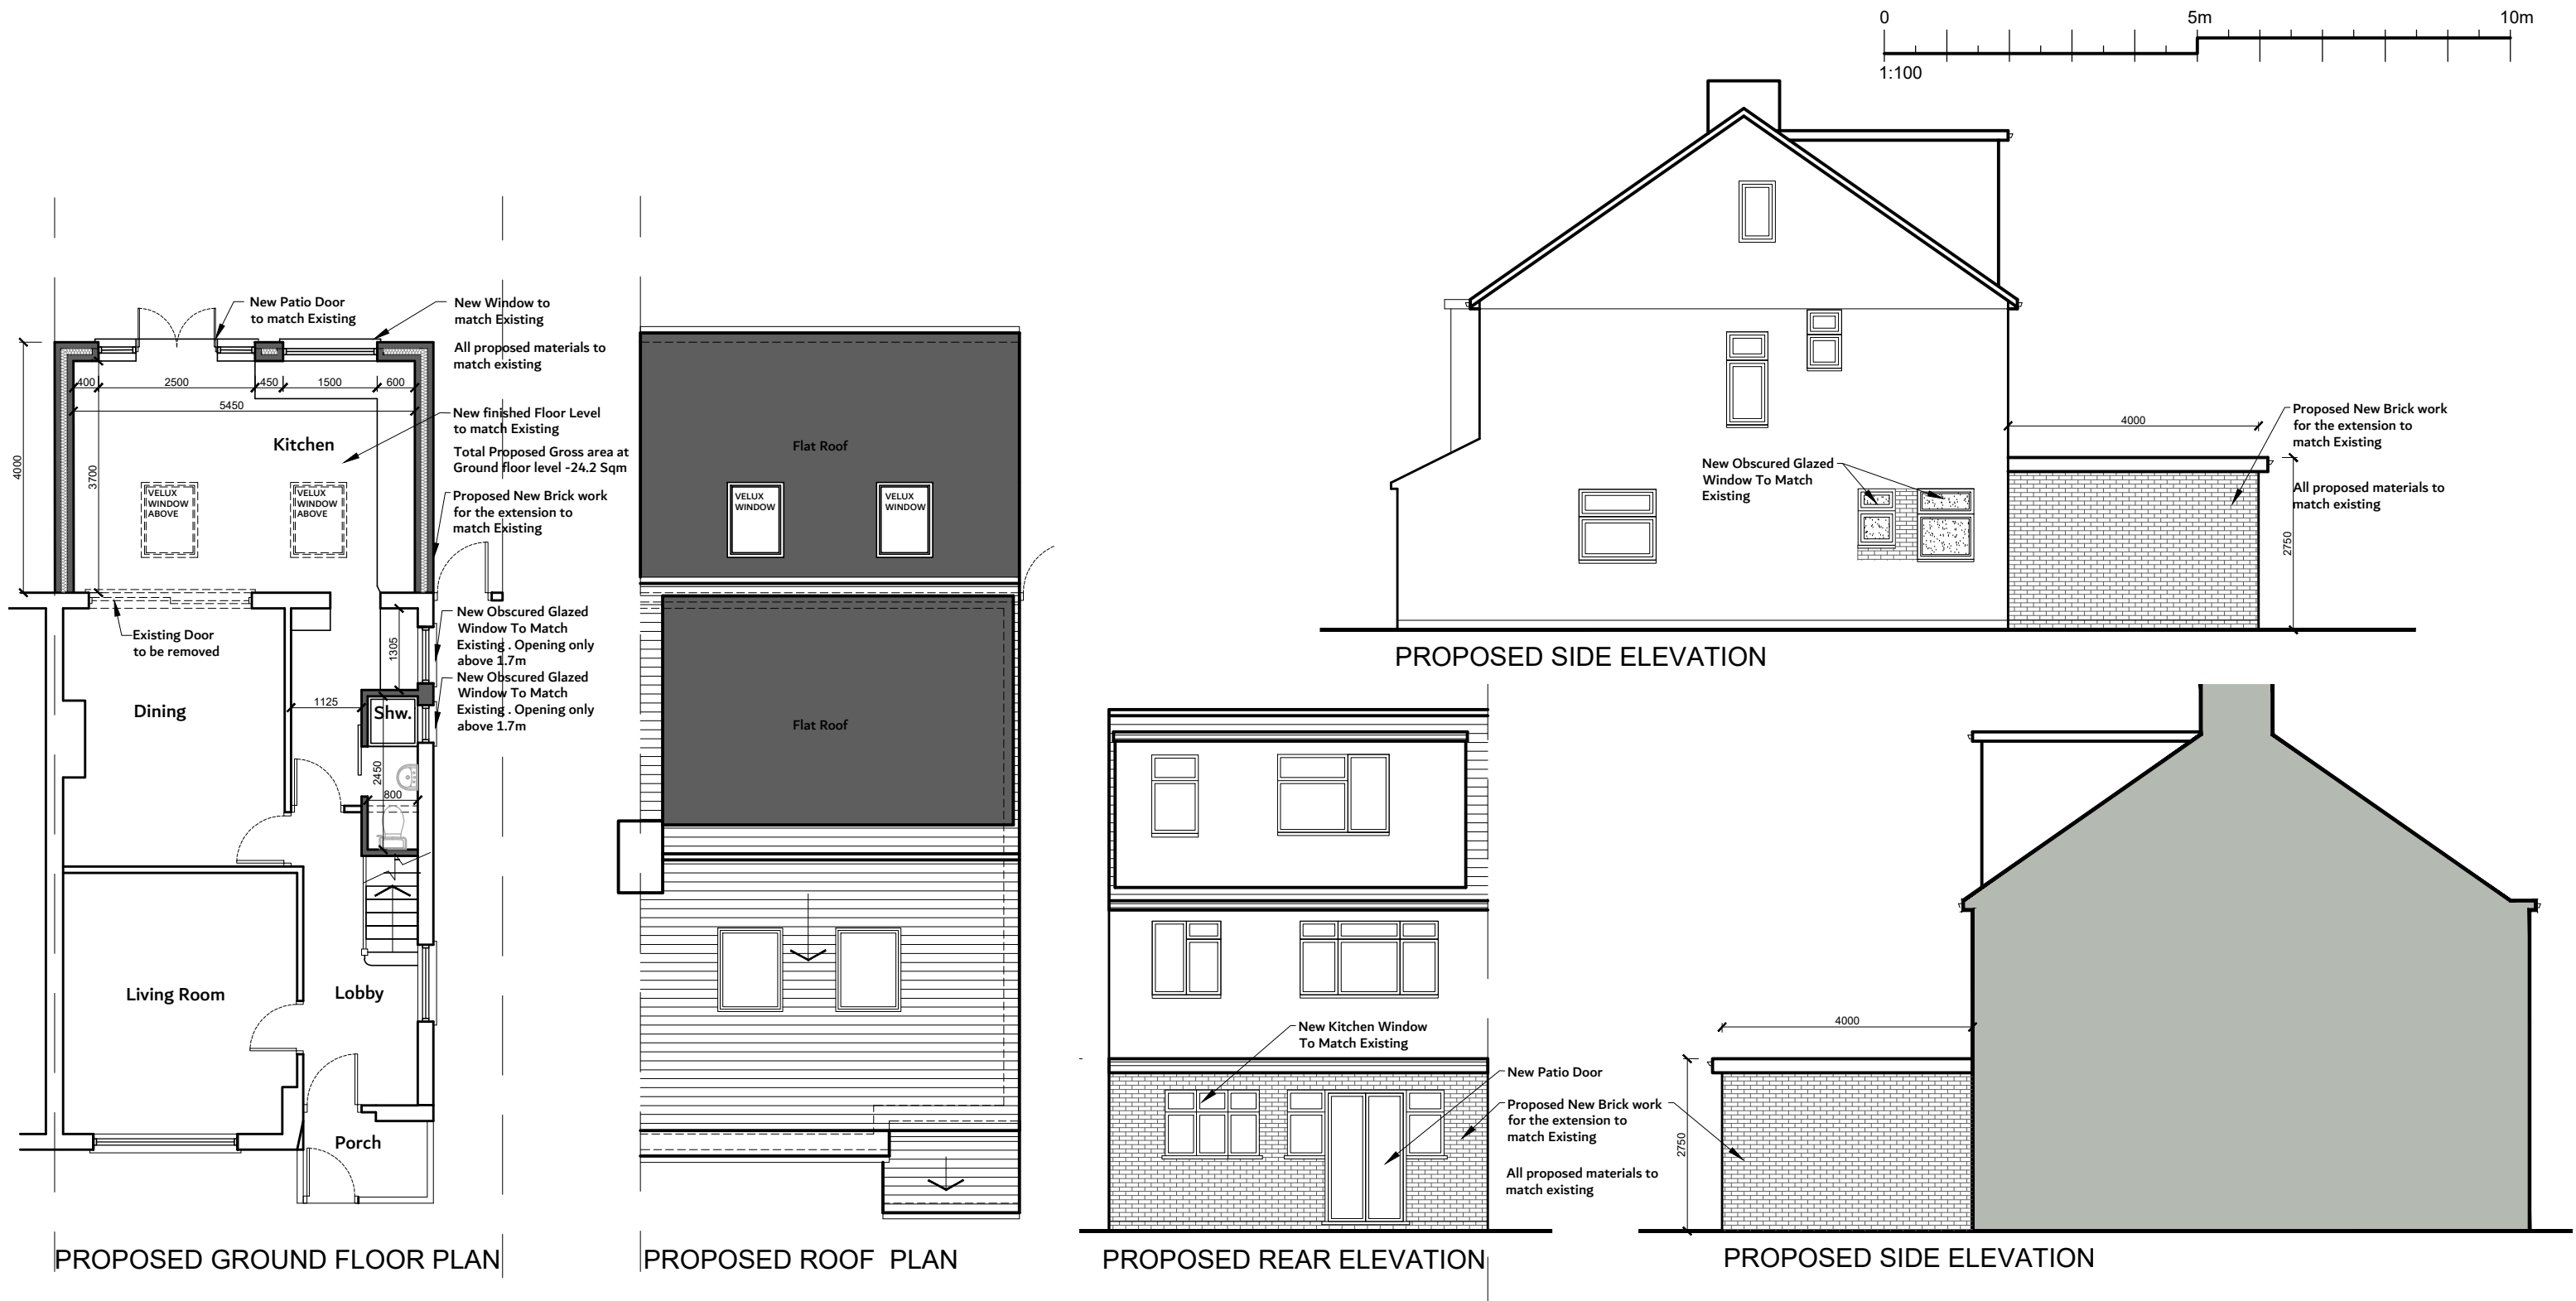 0 5m 10m
1:100
New Patio Door
to match Existing
New Window to
match Existing
All proposed materials to
match existing
400 2500 450 1500 600
5450
4000
3700
Kitchen
New finished Floor Level
to match Existing
Total Proposed Gross area at
Ground floor level -24.2 Sqm
VELUX
WINDOW
ABOVE
VELUX
WINDOW
ABOVE
Proposed New Brick work
for the extension to
match Existing
Existing Door
to be removed
1305
New Obscured Glazed
Window To Match
Existing . Opening only
above 1.7m
New Obscured Glazed
Window To Match
Existing . Opening only
above 1.7m
Dining
1125
Shw.
2450
800
Living Room
Lobby
Porch
PROPOSED GROUND FLOOR PLAN
Flat Roof
VELUX
WINDOW
VELUX
WINDOW
Flat Roof
PROPOSED ROOF PLAN
4000
Proposed New Brick work
for the extension to
match Existing
All proposed materials to
match existing
New Obscured Glazed
Window To Match
Existing
2750
PROPOSED SIDE ELEVATION
New Kitchen Window
To Match Existing
New Patio Door
Proposed New Brick work
for the extension to
match Existing
All proposed materials to
match existing
PROPOSED REAR ELEVATION
4000
2750
PROPOSED SIDE ELEVATION